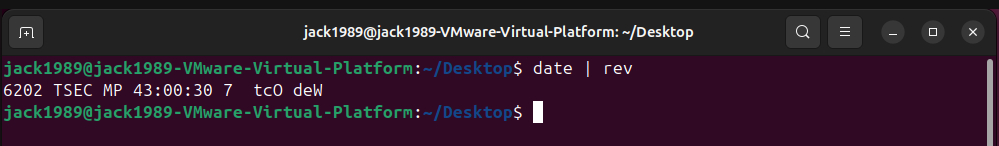 jack1989@jack1989-VMware-Virtual-Platform: ~/Desktop
jack1989@jack1989-VMware-Virtual-Platform:~/Desktop$ date | rev
6202 TSEC MP 43:00:30 7  tcO deW
jack1989@jack1989-VMware-Virtual-Platform:~/Desktop$